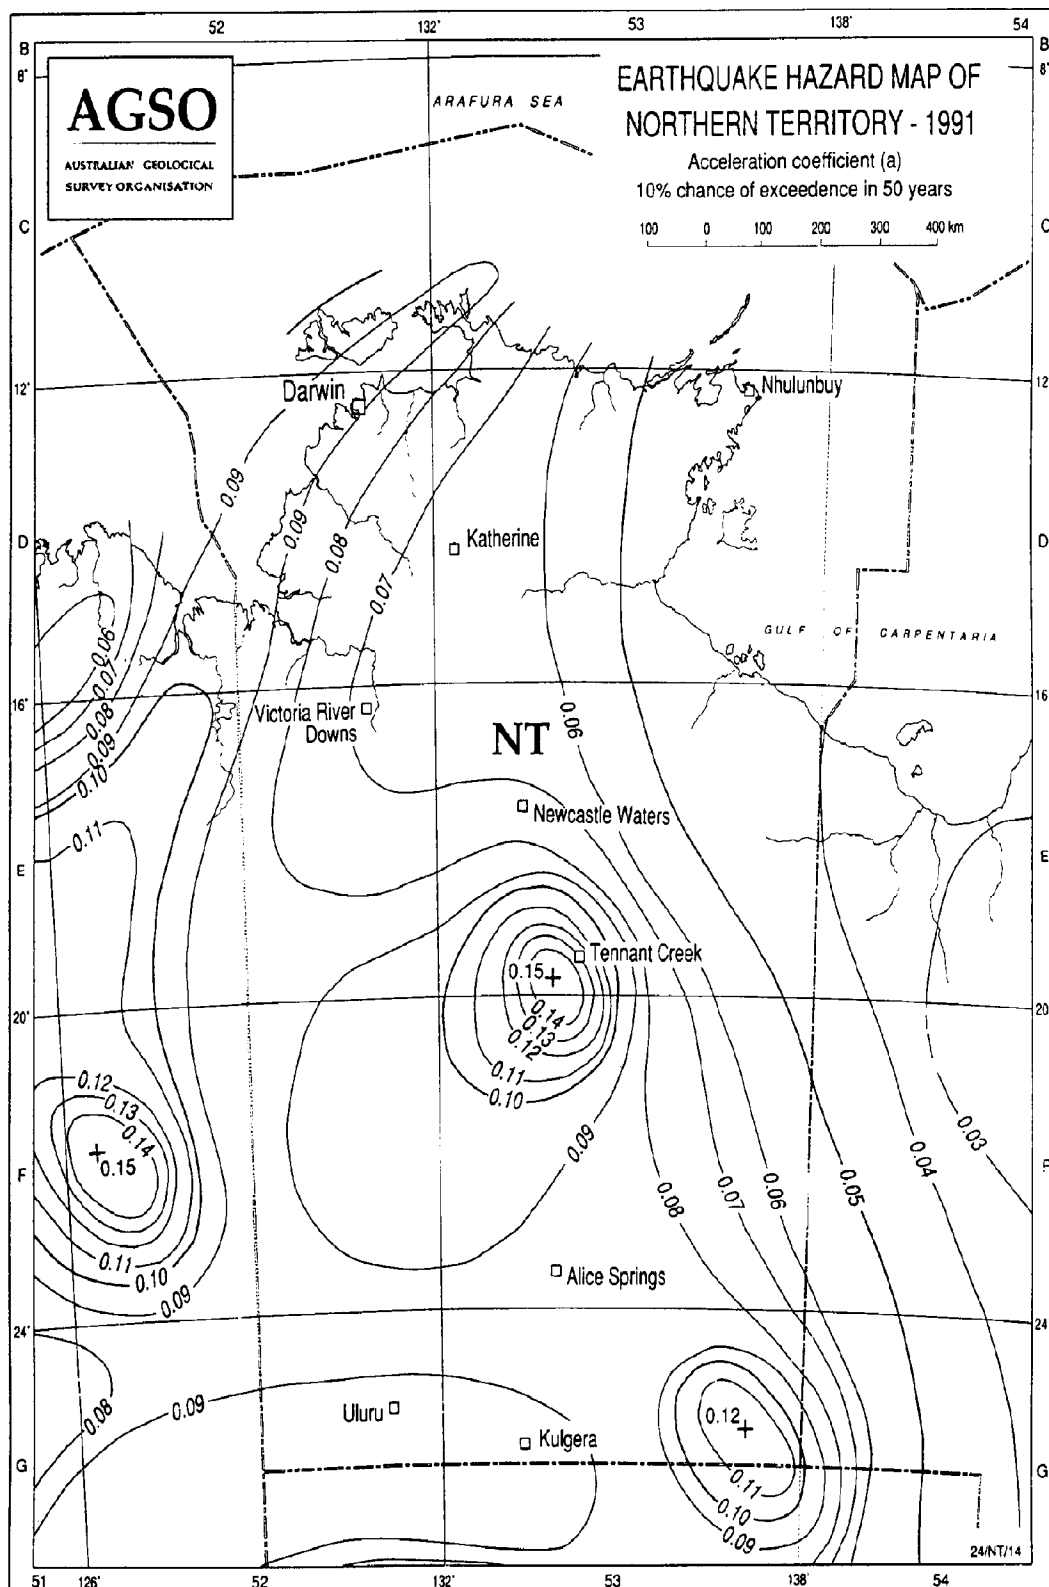 52 132° 53 138° 54
B B
8° 8°
AGSO
AUSTRALIAN GEOLOGICAL
SURVEY ORGANISATION
ARAFURA SEA
EARTHQUAKE HAZARD MAP OF
NORTHERN TERRITORY - 1991
Acceleration coefficient (a)
10% chance of exceedence in 50 years
100 0 100 200 300 400 km
C C
12° 12
Darwin
Nhulunbuy
0.09
0.09
0.08
0.07
D D
Katherine
GULF OF CARPENTARIA
0.06
0.07
0.08
0.09
0.10
16° 16
Victoria River
Downs
NT
0.06
Newcastle Waters
0.11
E E
Tennant Creek
0.15
0.14
0.13
0.12
0.11
0.10
20° 20
0.12
0.13
0.14
0.15
0.11
0.10
0.09
F F
0.09
0.08
0.07
0.06
0.05
0.04
0.03
Alice Springs
24° 24
0.08
0.09
Uluru
Kulgera
0.12
0.11
0.10
0.09
G G
24/NT/14
51 126° 52 132° 53 138° 54